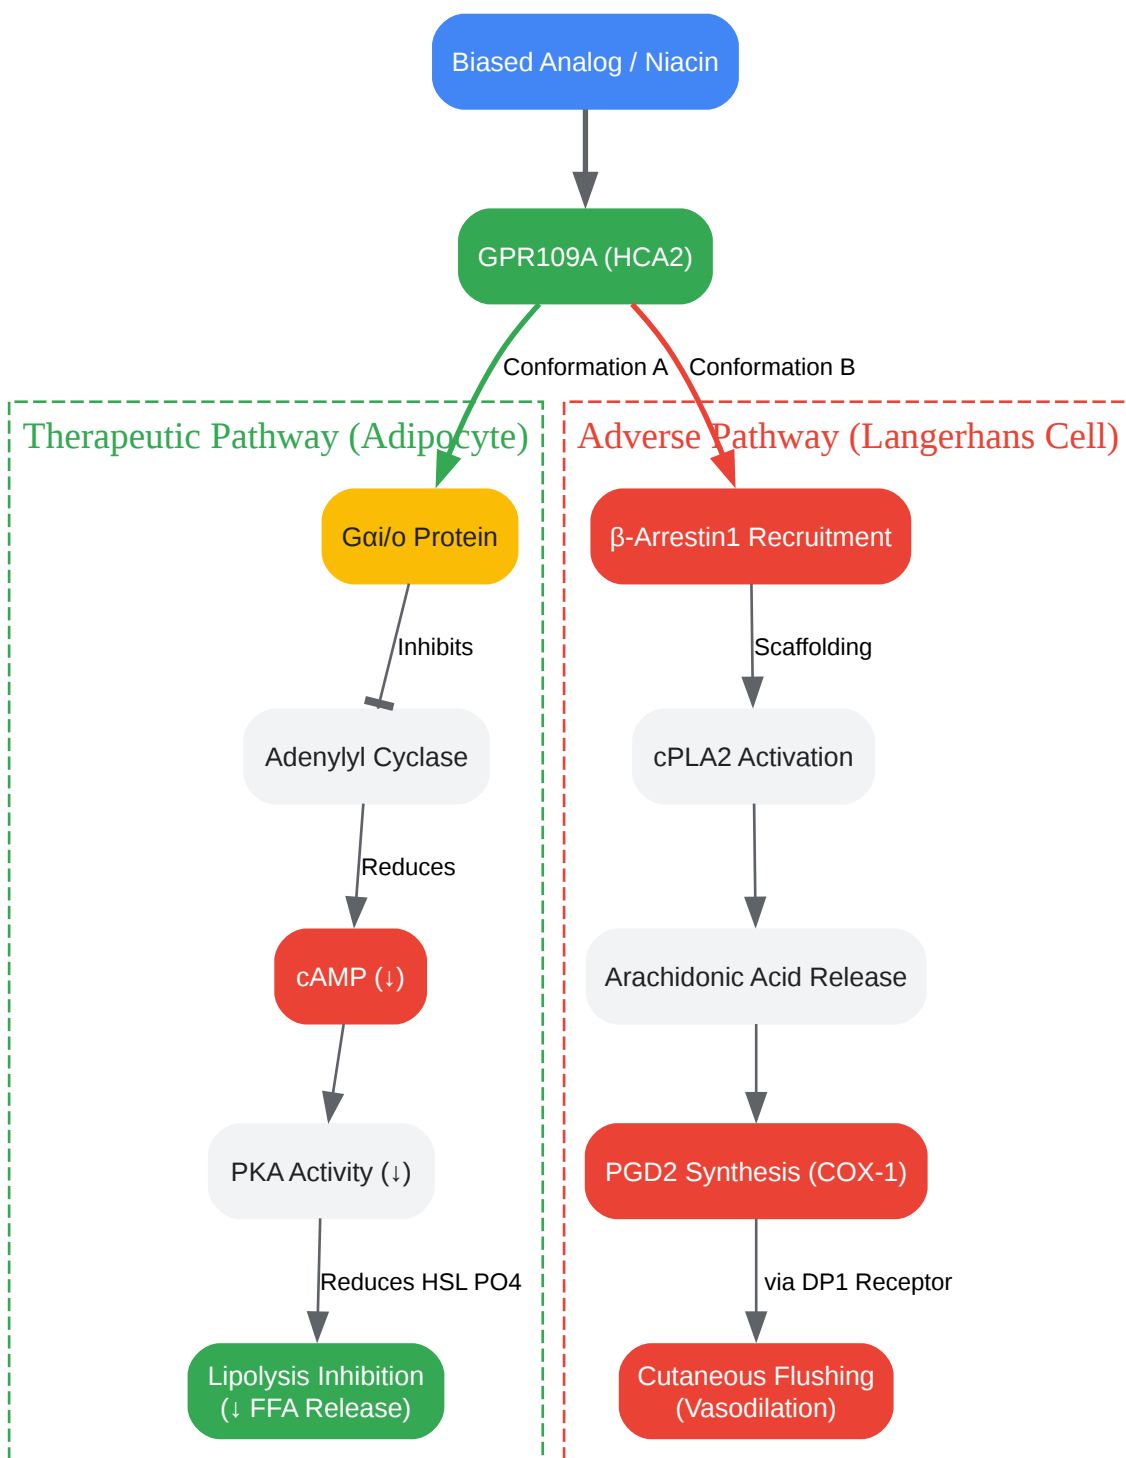 Biased Analog / Niacin
GPR109A (HCA2)
Conformation A
Conformation B
Therapeutic Pathway (Adipocyte)
Gαi/o Protein
Inhibits
Adenylyl Cyclase
Reduces
cAMP (↓)
PKA Activity (↓)
Reduces HSL PO4
Lipolysis Inhibition
(↓ FFA Release)
Adverse Pathway (Langerhans Cell)
β-Arrestin1 Recruitment
Scaffolding
cPLA2 Activation
Arachidonic Acid Release
PGD2 Synthesis (COX-1)
via DP1 Receptor
Cutaneous Flushing
(Vasodilation)